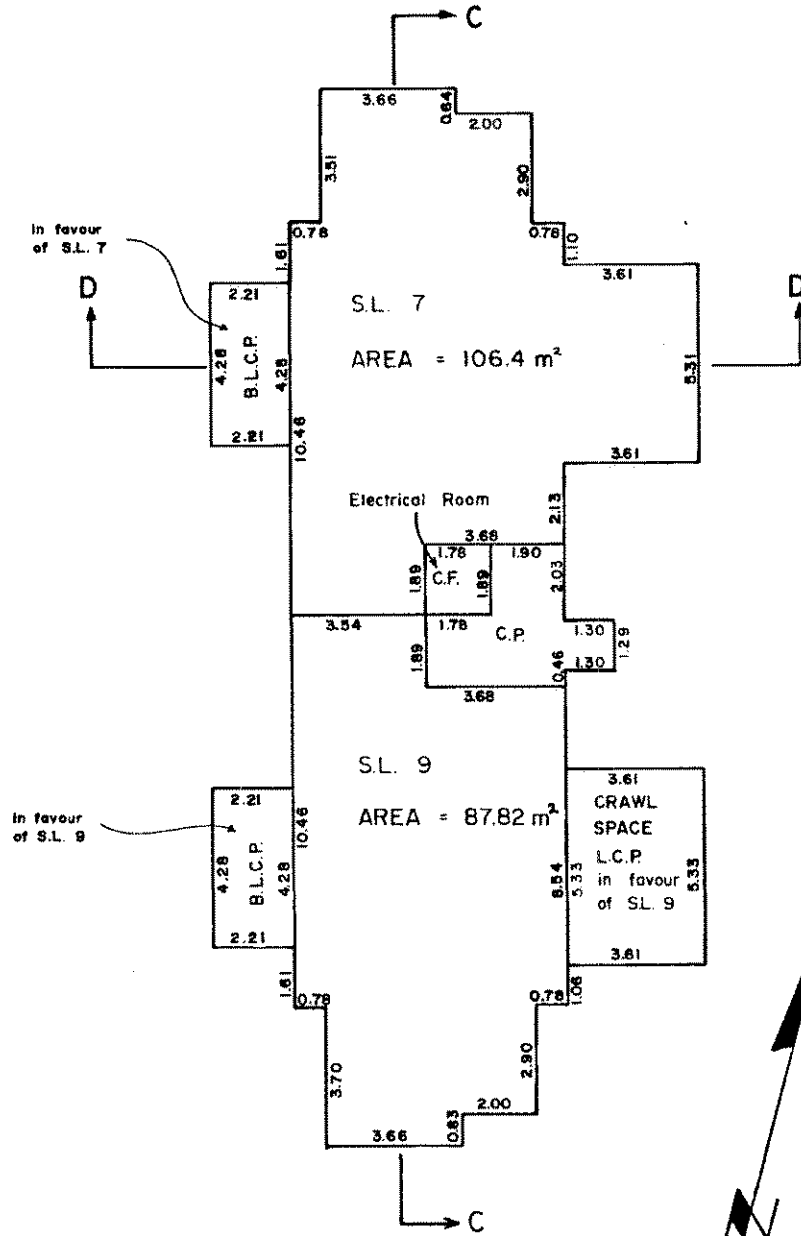 C
3.66
0.64
2.00
3.51
2.90
In favour
of S.L. 7
0.78
0.78
1.61
1.10
D
2.21
3.61
D
S.L. 7
4.28
B.L.C.P.
4.28
AREA = 106.4 m²
5.31
2.21
10.46
3.61
Electrical Room
2.13
3.68
1.78
1.90
1.89
C.F.
1.89
2.03
3.54
1.78
C.P.
1.30
1.29
1.89
0.46
1.30
3.68
S.L. 9
2.21
3.61
In favour
of S.L. 9
10.46
AREA = 87.82 m²
CRAWL
SPACE
4.28
B.L.C.P.
4.28
5.33
L.C.P.
in favour
of S.L. 9
5.33
2.21
3.61
1.61
0.78
0.78
1.06
3.70
2.90
2.00
3.66
0.83
C